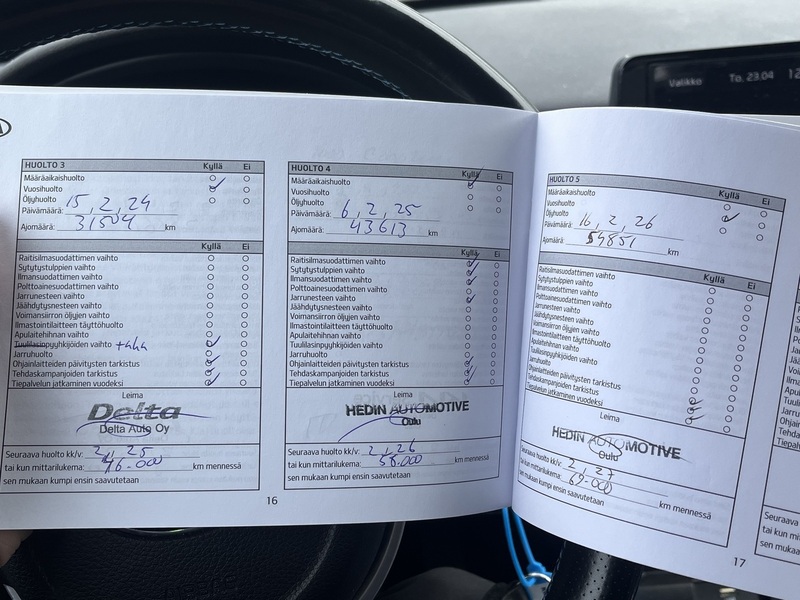 Valikko To. 23.04 12
HUOLTO 3 Kyllä Ei
Määräaikaishuolto
Vuosihuolto
Öljyhuolto
Päivämäärä: 15, 2, 24
Ajomäärä: 31504 km
Kyllä Ei
Raitisilmasuodattimen vaihto
Sytytystulppien vaihto
Ilmansuodattimen vaihto
Polttoainesuodattimen vaihto
Jarrunesteen vaihto
Jäähdytysnesteen vaihto
Voimansiirron öljyjen vaihto
Ilmastointilaitteen täyttöhuolto
Apulaitehihnan vaihto
Tuulilasinpyyhkijöiden vaihto +taka
Jarruhuolto
Ohjainlaitteiden päivitysten tarkistus
Tehdaskampanjoiden tarkistus
Tiepalvelun jatkaminen vuodeksi
Leima
Delta
Delta Auto Oy
Seuraava huolto kk/v: 2, 25
tai kun mittarilukema: 46.000 km mennessä
sen mukaan kumpi ensin saavutetaan
16
HUOLTO 4 Kyllä Ei
Määräaikaishuolto
Vuosihuolto
Öljyhuolto
Päivämäärä: 6, 2, 25
Ajomäärä: 43613 km
Kyllä Ei
Raitisilmasuodattimen vaihto
Sytytystulppien vaihto
Ilmansuodattimen vaihto
Polttoainesuodattimen vaihto
Jarrunesteen vaihto
Jäähdytysnesteen vaihto
Voimansiirron öljyjen vaihto
Ilmastointilaitteen täyttöhuolto
Apulaitehihnan vaihto
Tuulilasinpyyhkijöiden vaihto
Jarruhuolto
Ohjainlaitteiden päivitysten tarkistus
Tehdaskampanjoiden tarkistus
Tiepalvelun jatkaminen vuodeksi
Leima
HEDIN AUTOMOTIVE
Oulu
Seuraava huolto kk/v: 2, 26
tai kun mittarilukema: 58.000 km mennessä
sen mukaan kumpi ensin saavutetaan
HUOLTO 5 Kyllä Ei
Määräaikaishuolto
Vuosihuolto
Öljyhuolto
Päivämäärä: 16, 2, 26
Ajomäärä: 54851 km
Kyllä Ei
Raitisilmasuodattimen vaihto
Sytytystulppien vaihto
Ilmansuodattimen vaihto
Polttoainesuodattimen vaihto
Jarrunesteen vaihto
Jäähdytysnesteen vaihto
Voimansiirron öljyjen vaihto
Ilmastointilaitteen täyttöhuolto
Apulaitehihnan vaihto
Tuulilasinpyyhkijöiden vaihto
Jarruhuolto
Ohjainlaitteiden päivitysten tarkistus
Tehdaskampanjoiden tarkistus
Tiepalvelun jatkaminen vuodeksi
Leima
HEDIN AUTOMOTIVE
Oulu
Seuraava huolto kk/v: 2, 27
tai kun mittarilukema: 69.000 km mennessä
sen mukaan kumpi ensin saavutetaan
17